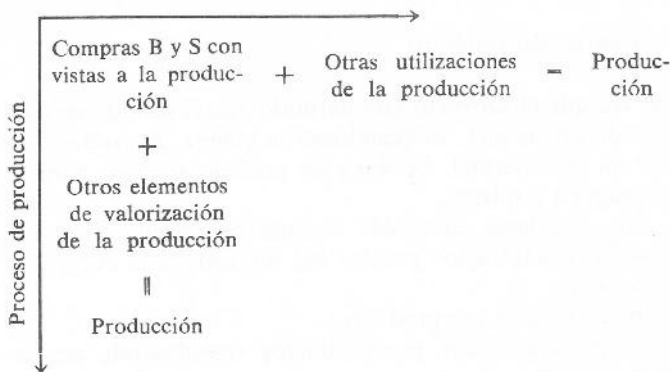 Compras B y S con
vistas a la produc-
ción
+
Otras utilizaciones
de la producción
=
Produc-
ción
+
Otros elementos
de valorización
de la producción
||
Producción
Proceso de producción